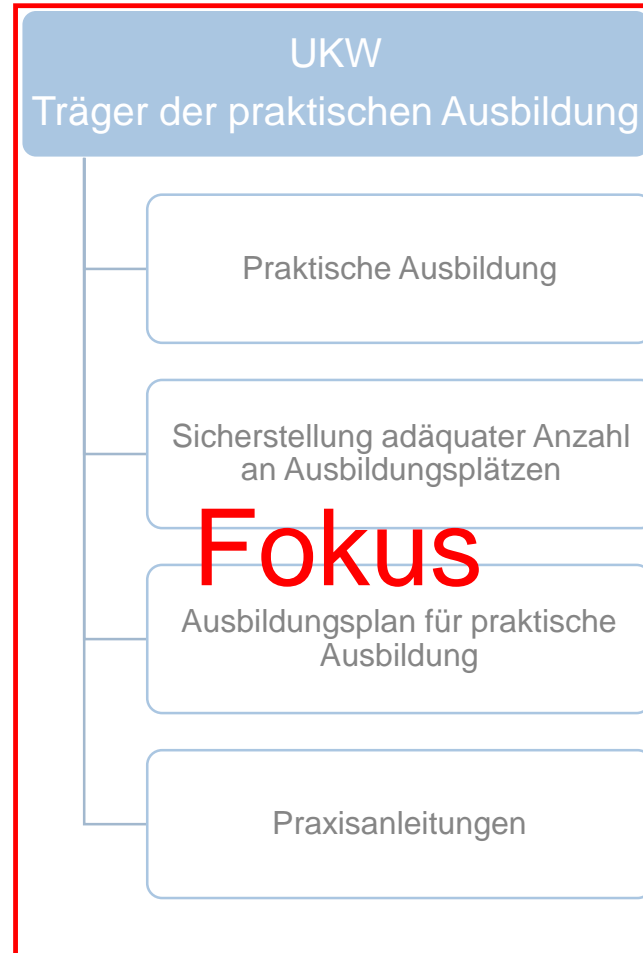 UKW
Träger der praktischen Ausbildung
Praktische Ausbildung
Sicherstellung adäquater Anzahl
an Ausbildungsplätzen
Fokus
Ausbildungsplan für praktische
Ausbildung
Praxisanleitungen